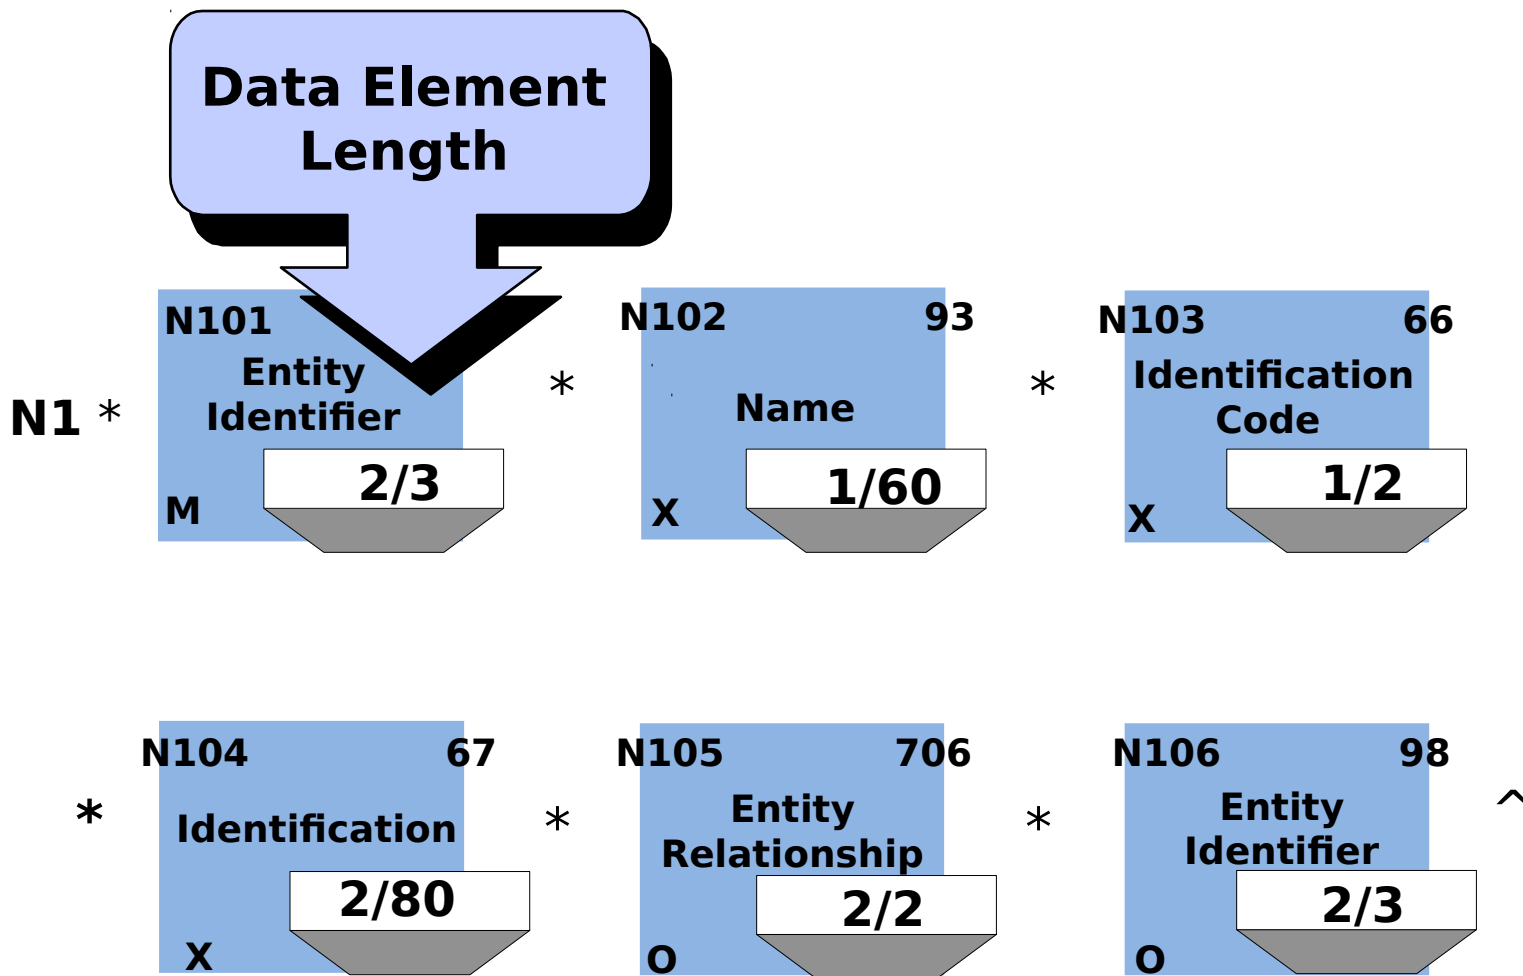 Data Element
Length
N1 *
N101
Entity
Identifier
M
2/3
*
N102 93
Name
X
1/60
*
N103 66
Identification
Code
X
1/2
*
N104 67
Identification
X
2/80
*
N105 706
Entity
Relationship
O
2/2
*
N106 98
Entity
Identifier
O
2/3
^